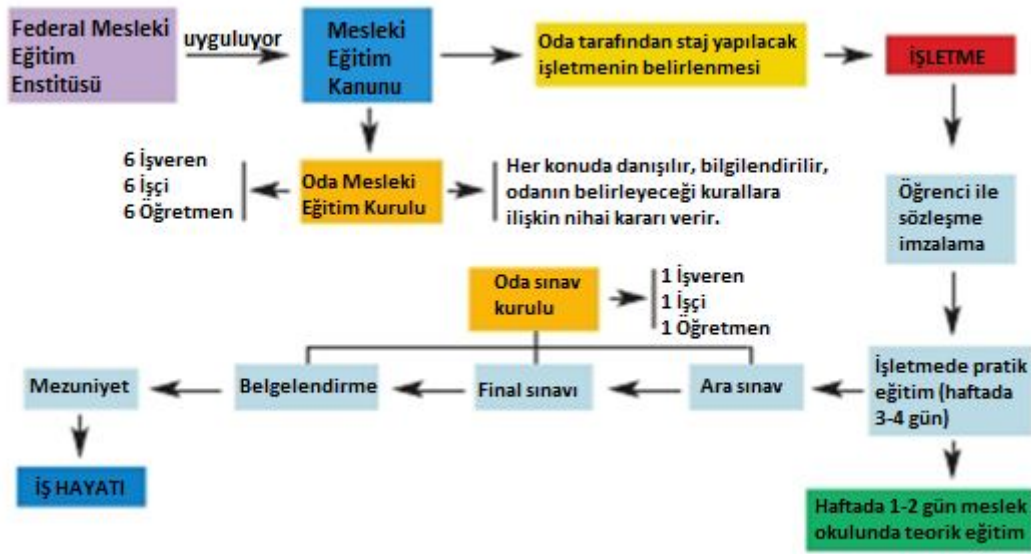 Federal Mesleki
Eğitim
Enstitüsü
uyguluyor
Mesleki
Eğitim
Kanunu
Oda tarafından staj yapılacak
işletmenin belirlenmesi
İŞLETME
6 İşveren
6 İşçi
6 Öğretmen
Oda Mesleki
Eğitim Kurulu
Her konuda danışılır, bilgilendirilir,
odanın belirleyeceği kurallara
ilişkin nihai kararı verir.
Öğrenci ile
sözleşme
imzalama
Oda sınav
kurulu
1 İşveren
1 İşçi
1 Öğretmen
İşletmede pratik
eğitim (haftada
3-4 gün)
Ara sınav
Final sınavı
Belgelendirme
Mezuniyet
İŞ HAYATI
Haftada 1-2 gün meslek
okulunda teorik eğitim